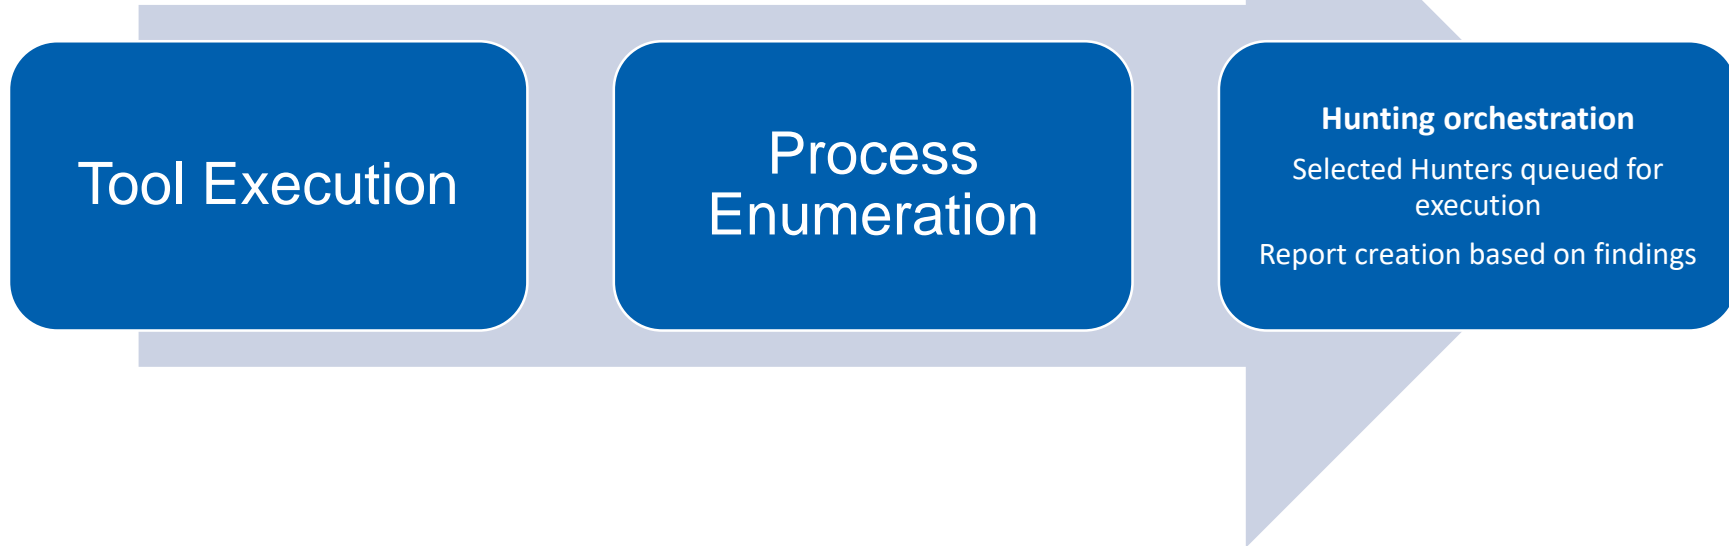 Tool Execution
Process
Enumeration
Hunting orchestration
Selected Hunters queued for
execution
Report creation based on findings